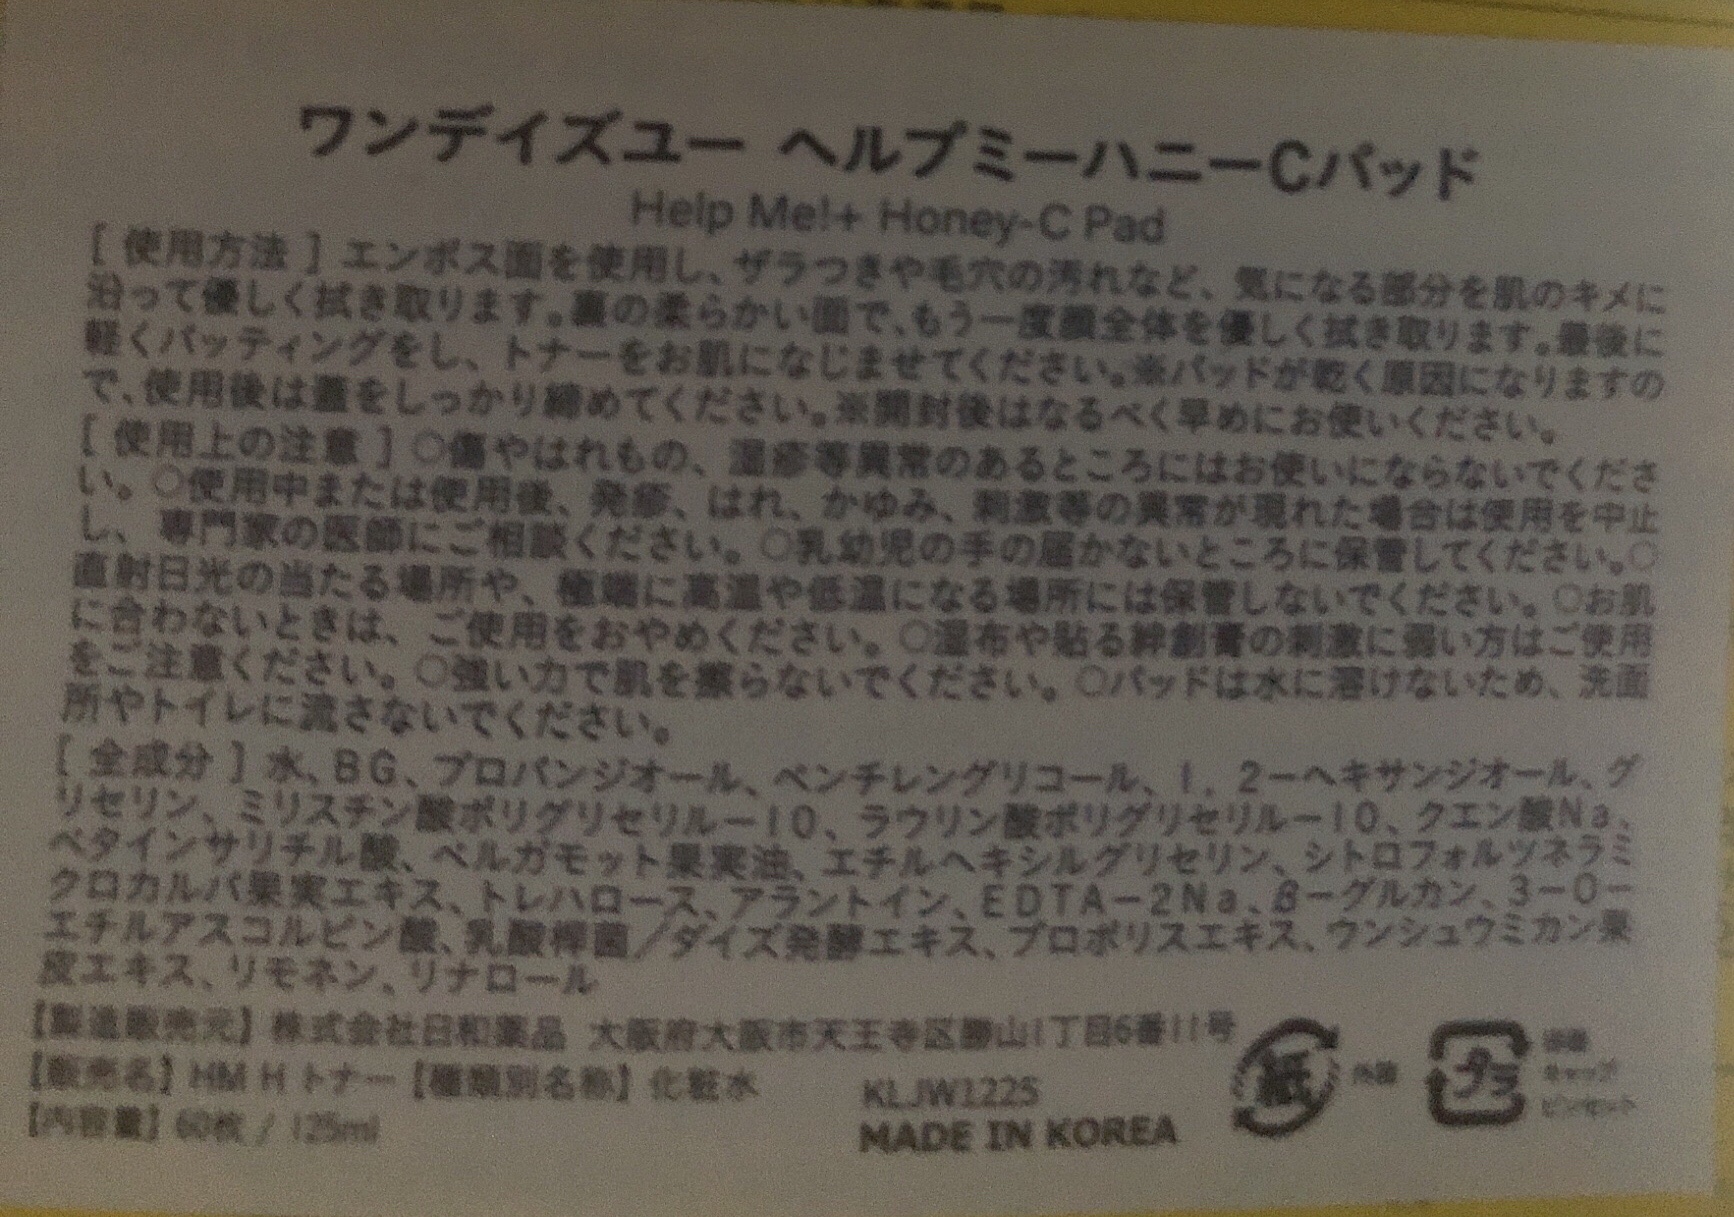 ワンデイズユー ヘルプミーハニーCパッド
Help Me!+ Honey-C Pad
[ 使用方法 ] エンボス面を使用し、ザラつきや毛穴の汚れなど、気になる部分を肌のキメに
沿って優しく拭き取ります。裏の柔らかい面で、もう一度顔全体を優しく拭き取ります。最後に
軽くパッティングをし、トナーをお肌になじませてください。※パッドが乾く原因になりますの
で、使用後は蓋をしっかり締めてください。※開封後はなるべく早めにお使いください。
[ 使用上の注意 ] ○傷やはれもの、湿疹等異常のあるところにはお使いにならないでくださ
い。○使用中または使用後、発疹、はれ、かゆみ、刺激等の異常が現れた場合は使用を中止
し、専門家の医師にご相談ください。○乳幼児の手の届かないところに保管してください。○
直射日光の当たる場所や、極端に高温や低温になる場所には保管しないでください。○お肌
に合わないときは、ご使用をおやめください。○湿布や貼る絆創膏の刺激に弱い方はご使用
をご注意ください。○強い力で肌を擦らないでください。○パッドは水に溶けないため、洗面
所やトイレに流さないでください。
[ 全成分 ] 水、BG、プロパンジオール、ペンチレングリコール、1，2－ヘキサンジオール、グ
リセリン、ミリスチン酸ポリグリセリル－10、ラウリン酸ポリグリセリル－10、クエン酸Na、
ベタインサリチル酸、ベルガモット果実油、エチルヘキシルグリセリン、シトロフォルツネラミ
クロカルパ果実エキス、トレハロース、アラントイン、EDTA－2Na、β－グルカン、3－O－
エチルアスコルビン酸、乳酸桿菌／ダイズ発酵エキス、プロポリスエキス、ウンシュウミカン果
皮エキス、リモネン、リナロール
【製造販売元】株式会社日和薬品 大阪府大阪市天王寺区勝山1丁目6番11号
【販売名】HM H トナー【種類別名称】化粧水
【内容量】60枚 / 125ml
KLJW1225
MADE IN KOREA
紙 外箱
プラ
キャップ
ピンセット